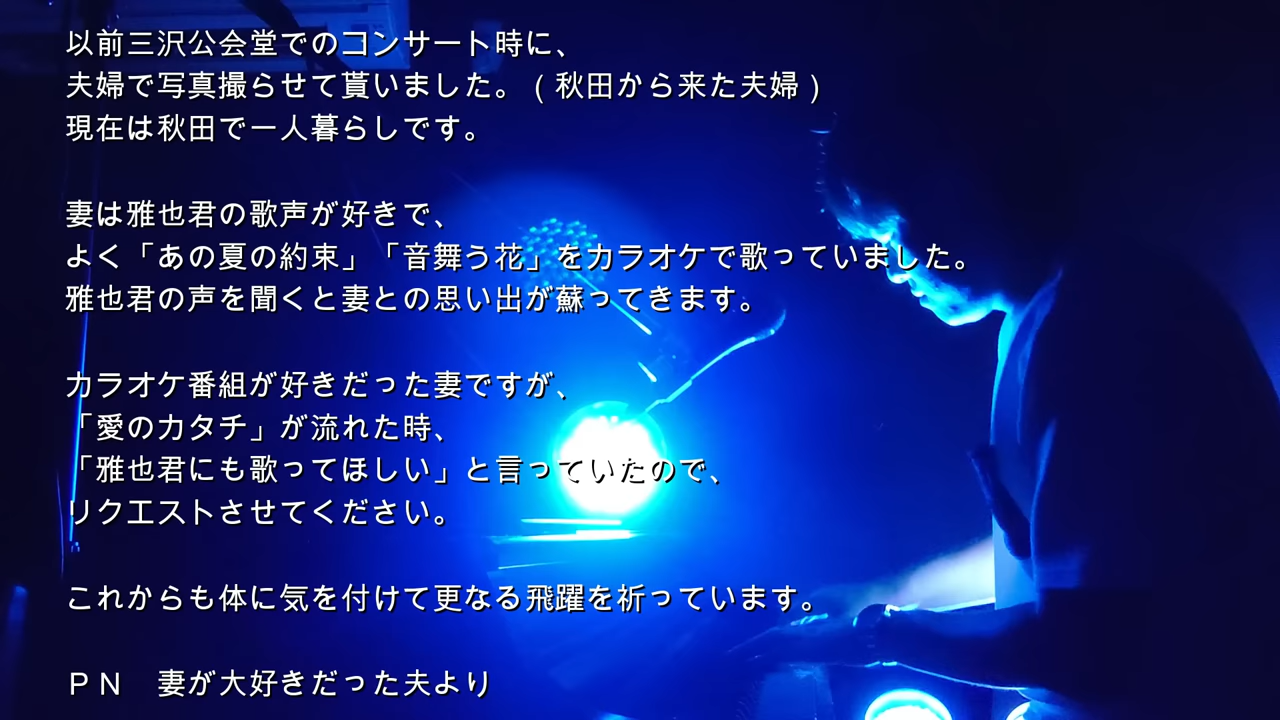 以前三沢公会堂でのコンサート時に、
夫婦で写真撮らせて貰いました。（秋田から来た夫婦）
現在は秋田で一人暮らしです。
妻は雅也君の歌声が好きで、
よく「あの夏の約束」「音舞う花」をカラオケで歌っていました。
雅也君の声を聞くと妻との思い出が蘇ってきます。
カラオケ番組が好きだった妻ですが、
「愛のカタチ」が流れた時、
「雅也君にも歌ってほしい」と言っていたので、
リクエストさせてください。
これからも体に気を付けて更なる飛躍を祈っています。
ＰＮ　妻が大好きだった夫より